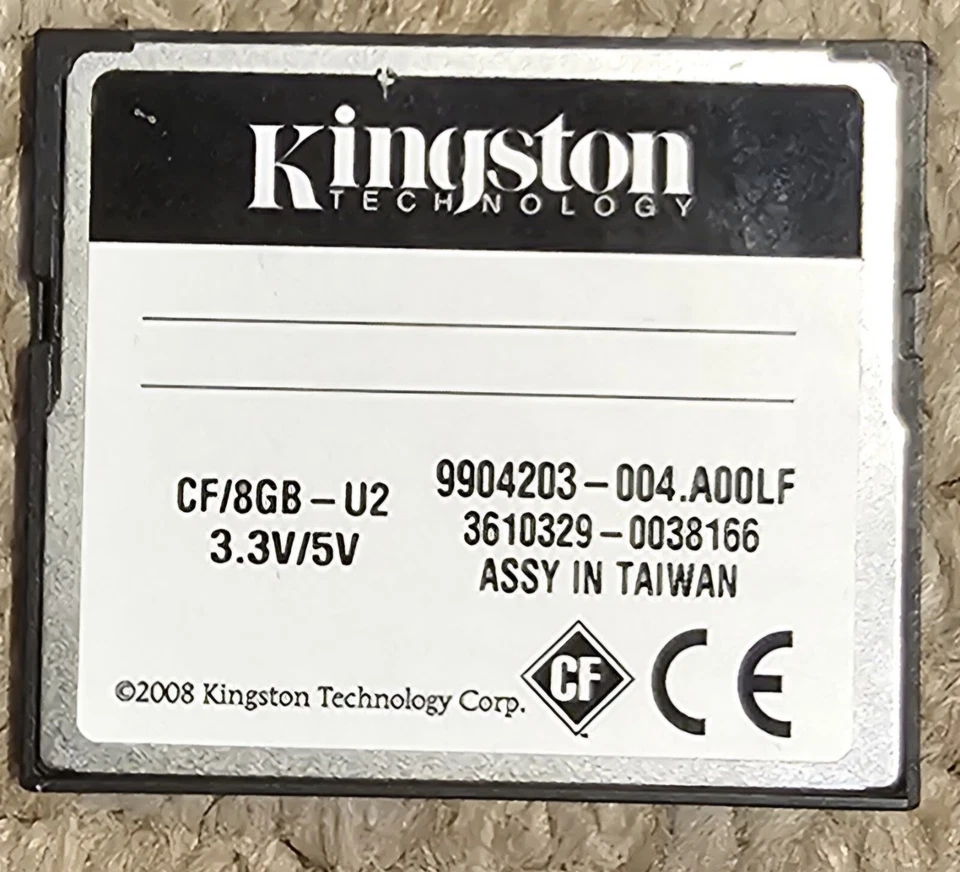 Kingston
TECHNOLOGY
CF/8GB-U2
3.3V/5V
9904203-004.A00LF
3610329-0038166
ASSY IN TAIWAN
©2008 Kingston Technology Corp.
CF
CE